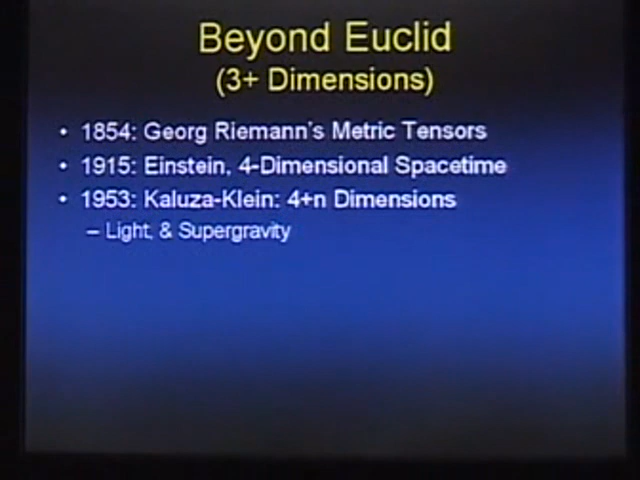 Beyond Euclid
(3+ Dimensions)
• 1854: Georg Riemann's Metric Tensors
• 1915: Einstein, 4-Dimensional Spacetime
• 1953: Kaluza-Klein: 4+n Dimensions
– Light, & Supergravity